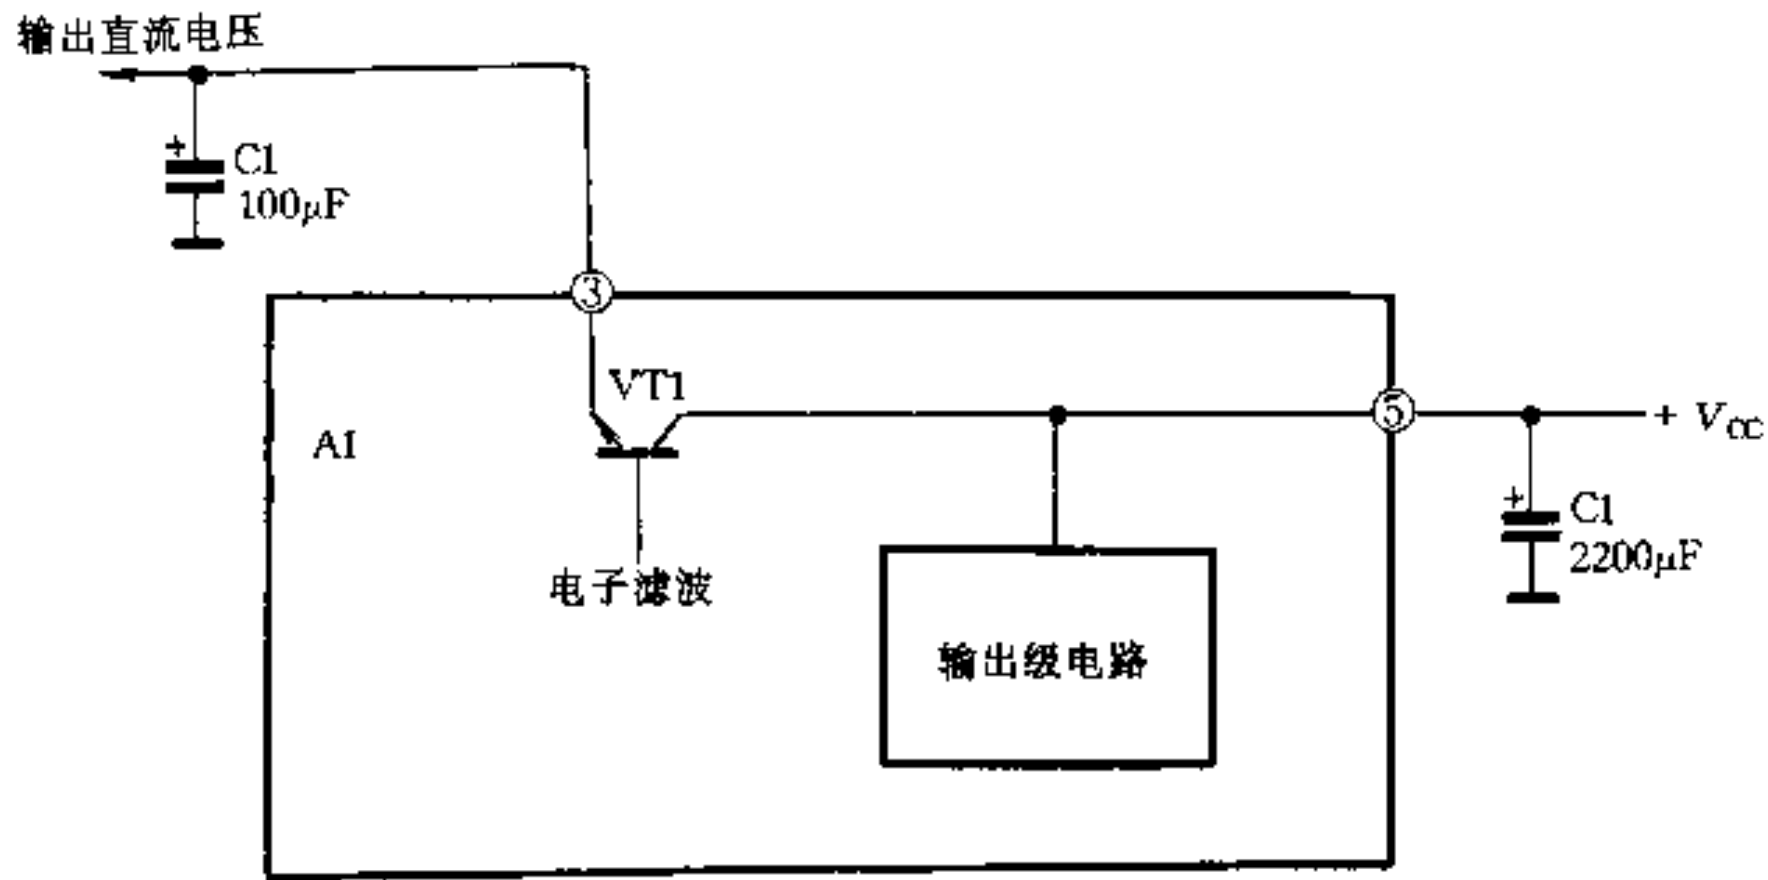 输出直流电压
+
C1
100μF
③
VT1
⑤
+ VCC
AI
+
C1
2200μF
电子滤波
输出级电路